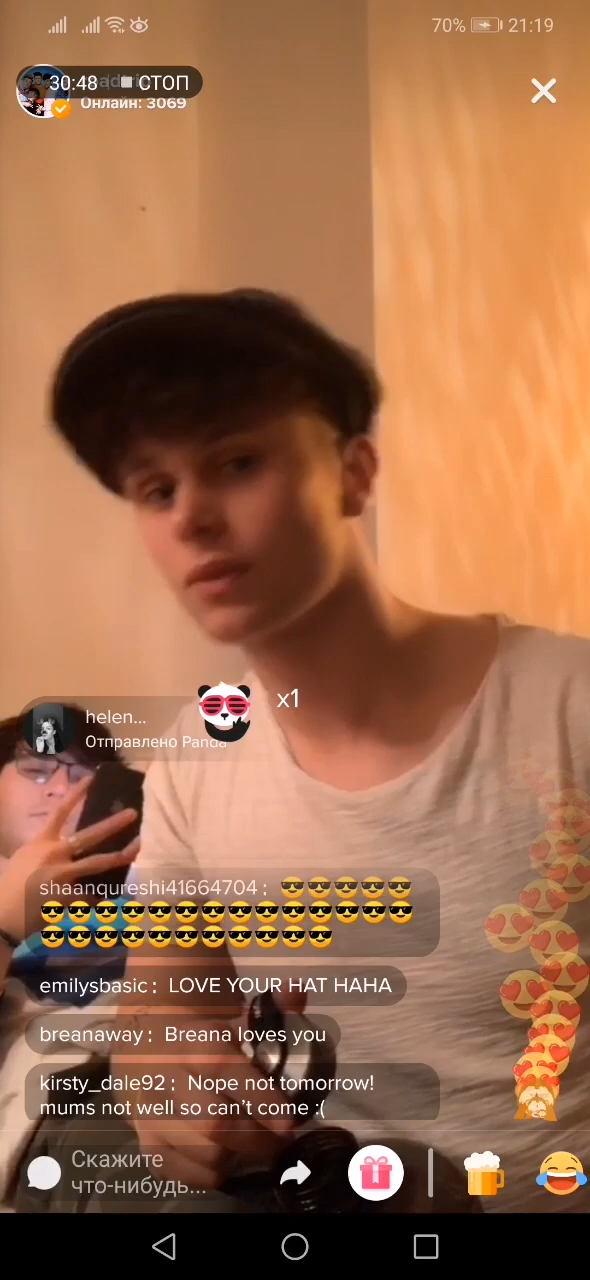 70% 21:19
30:48 СТОП
Онлайн: 3069
x1
helen...
Отправлено Panda
shaanqureshi41664704 : 😎😎😎😎😎
😎😎😎😎😎😎😎😎😎😎😎😎😎😎
😎😎😎😎😎😎😎😎😎😎😎
emilysbasic : LOVE YOUR HAT HAHA
breanaway : Breana loves you
kirsty_dale92 : Nope not tomorrow!
mums not well so can't come :(
Скажите
что-нибудь...